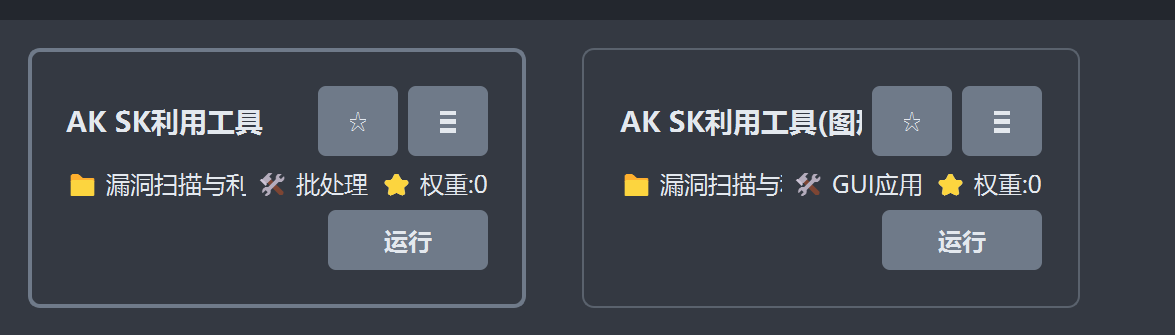 AK SK利用工具
☆ ☰
📁 漏洞扫描与利 🛠 批处理 ⭐ 权重:0
运行
AK SK利用工具(图
☆ ☰
📁 漏洞扫描与 🛠 GUI应用 ⭐ 权重:0
运行